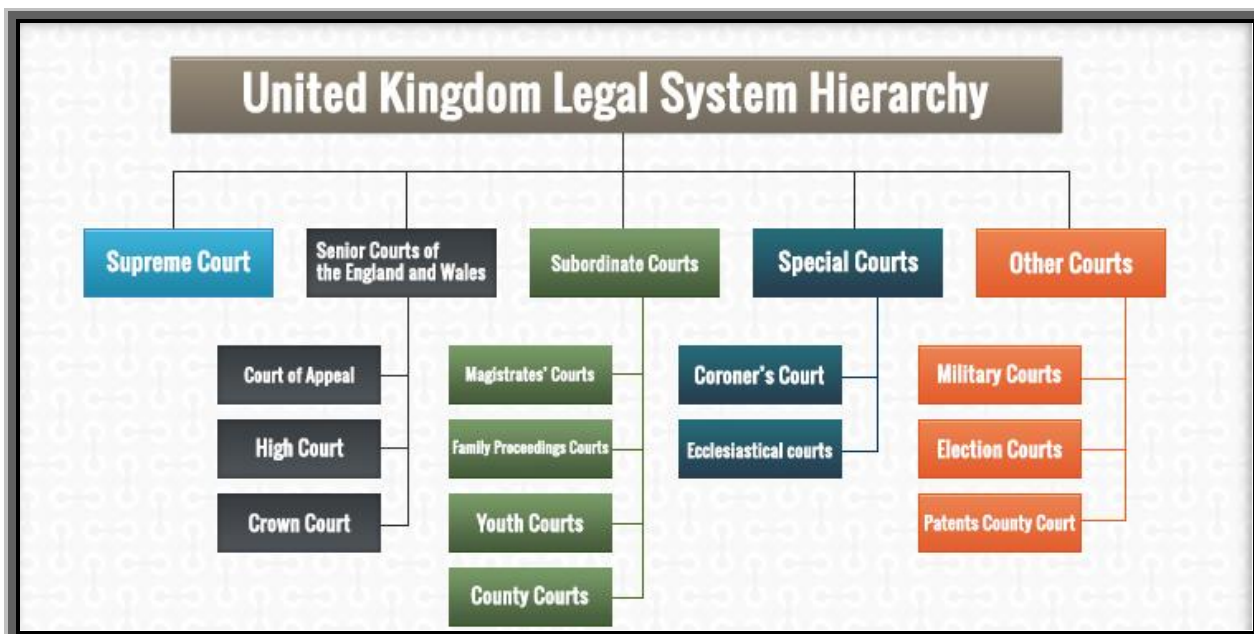 United Kingdom Legal System Hierarchy
Supreme Court
Senior Courts of
the England and Wales
Subordinate Courts
Special Courts
Other Courts
Court of Appeal
High Court
Crown Court
Magistrates' Courts
Family Proceedings Courts
Youth Courts
County Courts
Coroner's Court
Ecclesiastical courts
Military Courts
Election Courts
Patents County Court